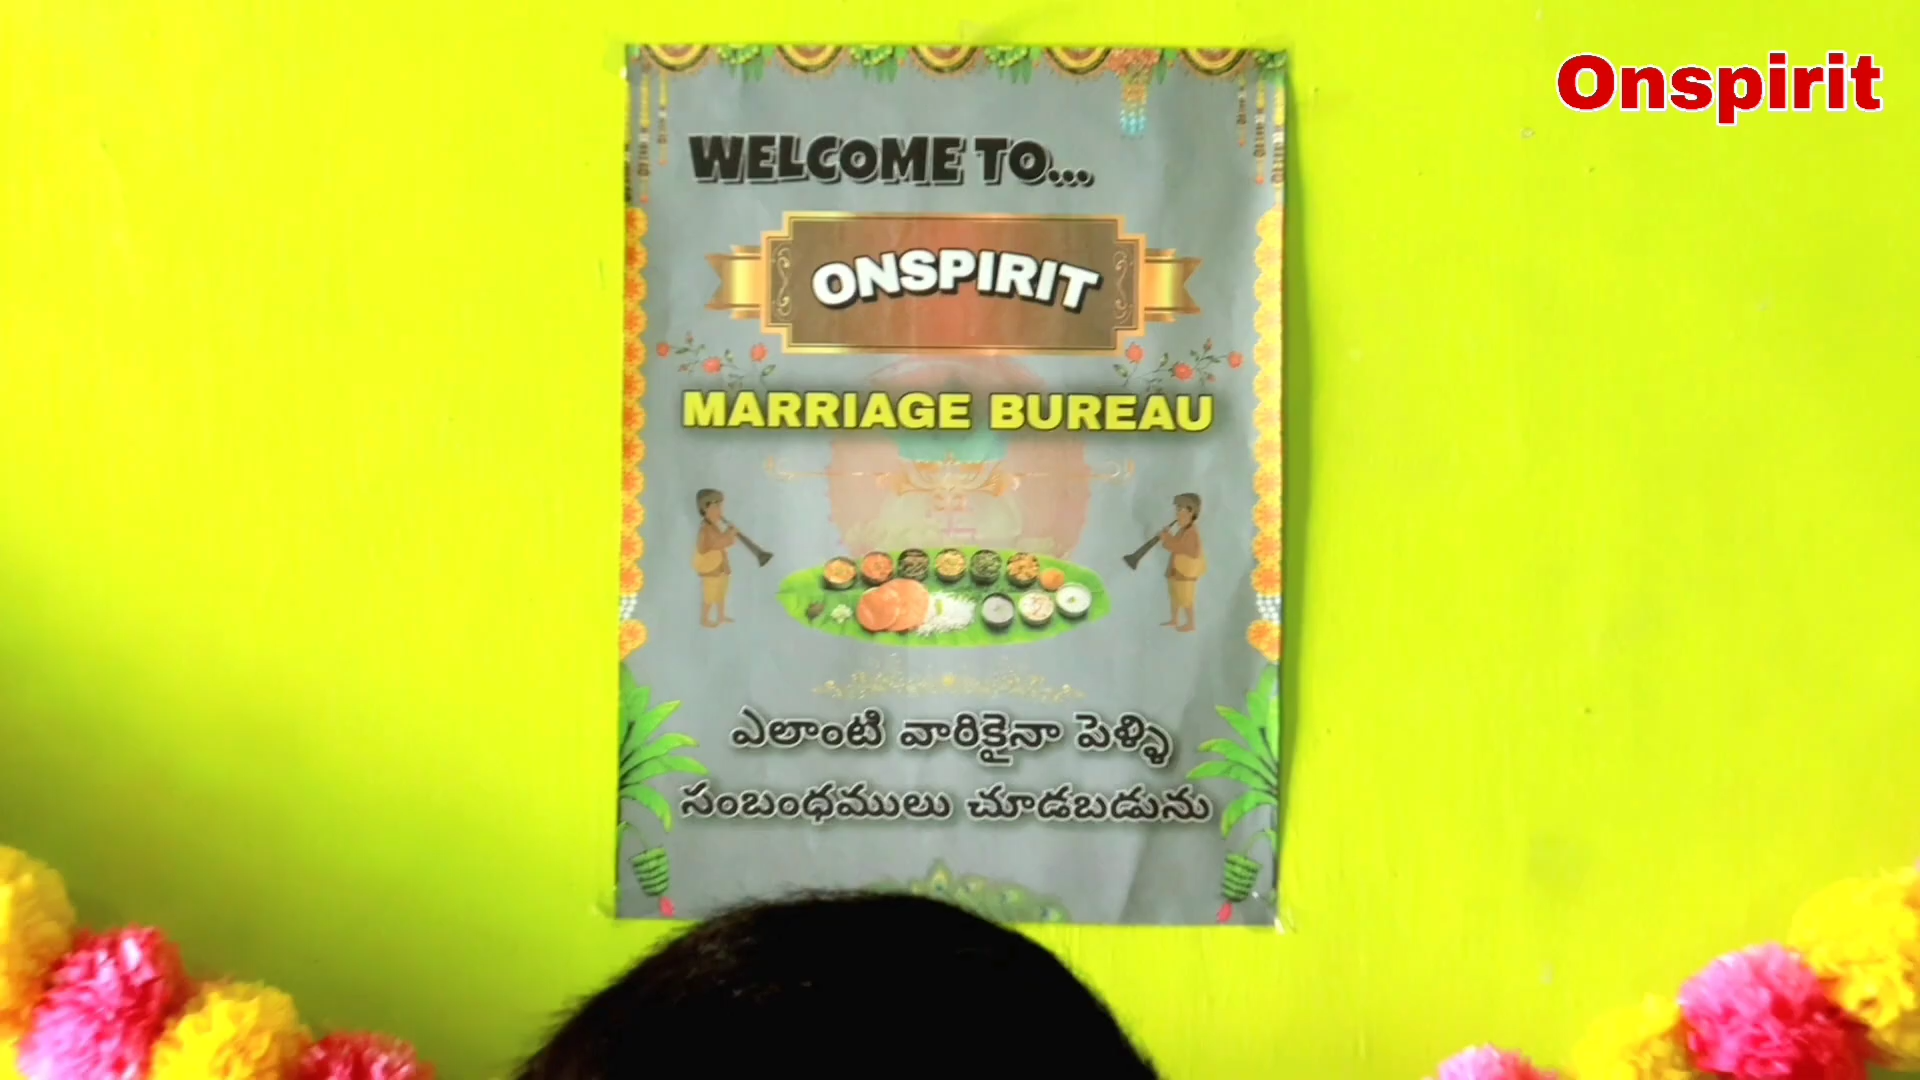 Onspirit
WELCOME TO...
ONSPIRIT
MARRIAGE BUREAU
ఎలాంటి వారికైనా పెళ్ళి
సంబంధములు చూడబడును